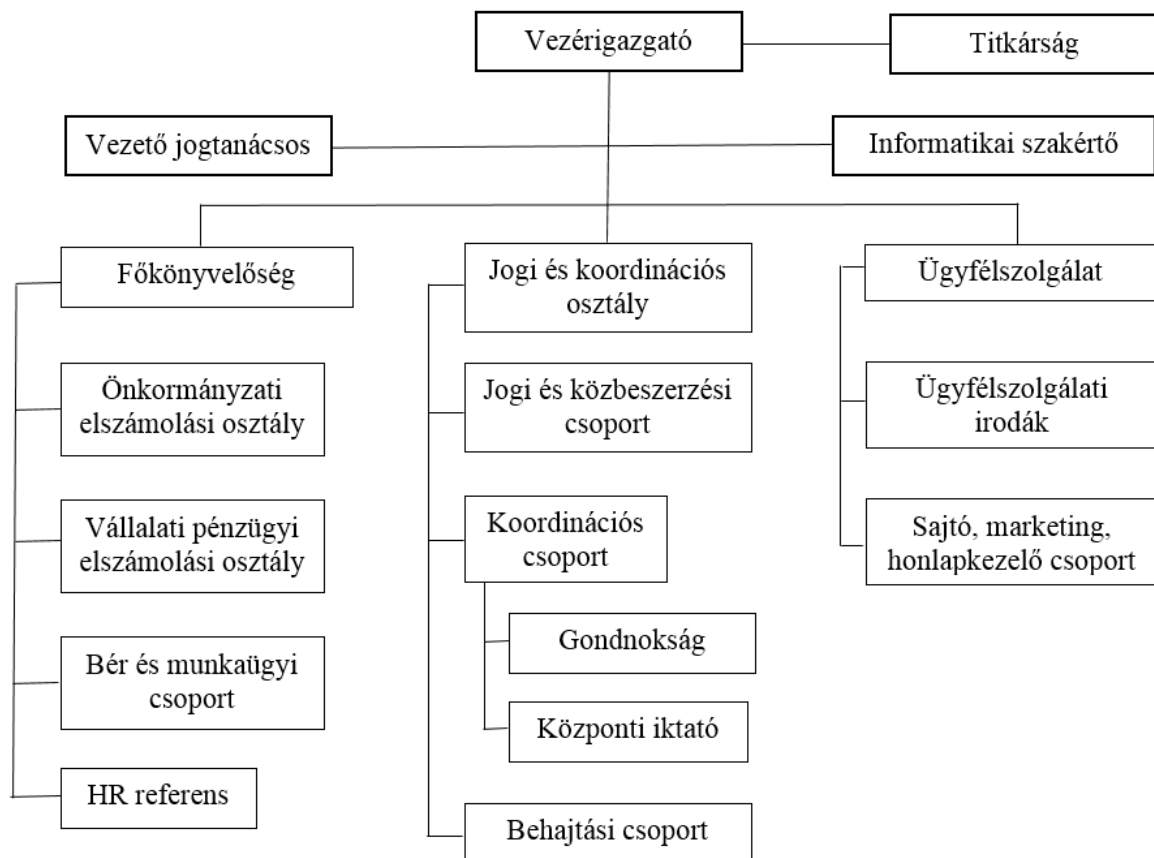 Vezérigazgató
Titkárság
Vezető jogtanácsos
Informatikai szakértő
Főkönyvelőség
Önkormányzati
elszámolási osztály
Vállalati pénzügyi
elszámolási osztály
Bér és munkaügyi
csoport
HR referens
Jogi és koordinációs
osztály
Jogi és közbeszerzési
csoport
Koordinációs
csoport
Gondnokság
Központi iktató
Behajtási csoport
Ügyfélszolgálat
Ügyfélszolgálati
irodák
Sajtó, marketing,
honlapkezelő csoport